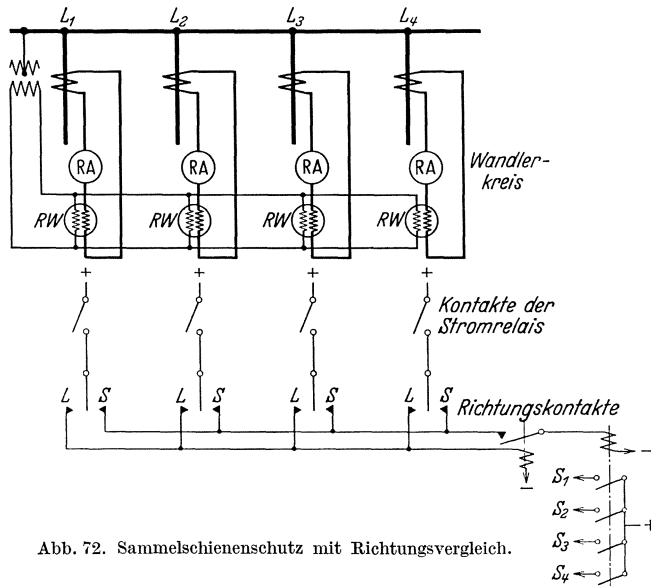 L1 L2 L3 L4
RA RA RA RA
Wandler-
kreis
RW RW RW RW
+ + + +
Kontakte der
Stromrelais
L S L S L S L S
Richtungskontakte
−
−
S1
S2
+
S3
S4
Abb. 72. Sammelschienenschutz mit Richtungsvergleich.